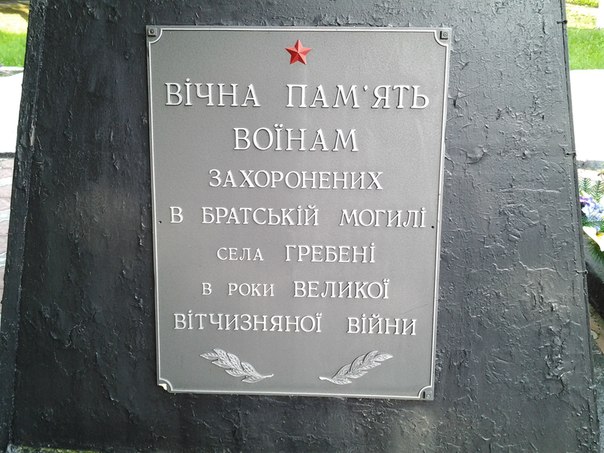 ВІЧНА ПАМ'ЯТЬ
ВОЇНАМ
ЗАХОРОНЕНИХ
В БРАТСЬКІЙ МОГИЛІ
СЕЛА ГРЕБЕНІ
В РОКИ ВЕЛИКОЇ
ВІТЧИЗНЯНОЇ ВІЙНИ